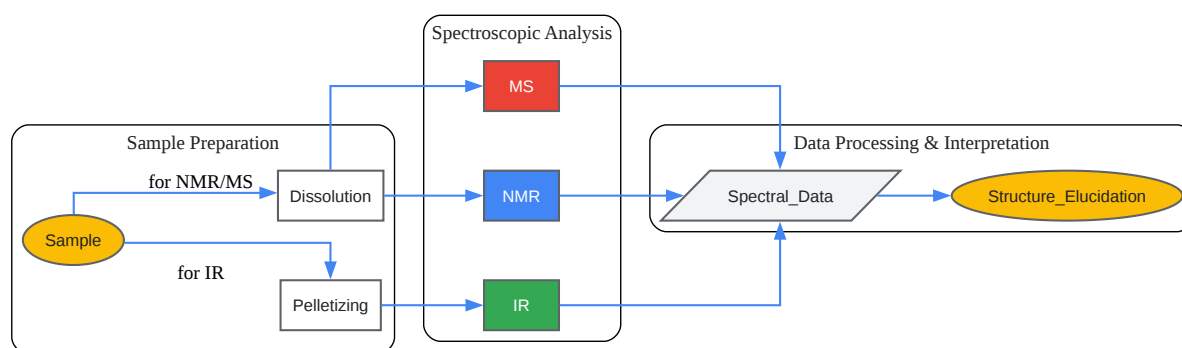 Spectroscopic Analysis
MS
Sample Preparation
Data Processing & Interpretation
for NMR/MS
Dissolution
NMR
Spectral_Data
Structure_Elucidation
Sample
for IR
Pelletizing
IR